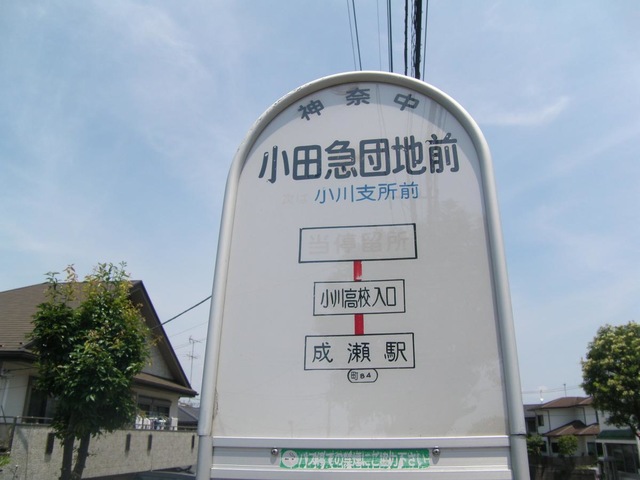 神奈中
小田急団地前
小川支所前
当停留所
小川高校入口
成瀬駅
町84